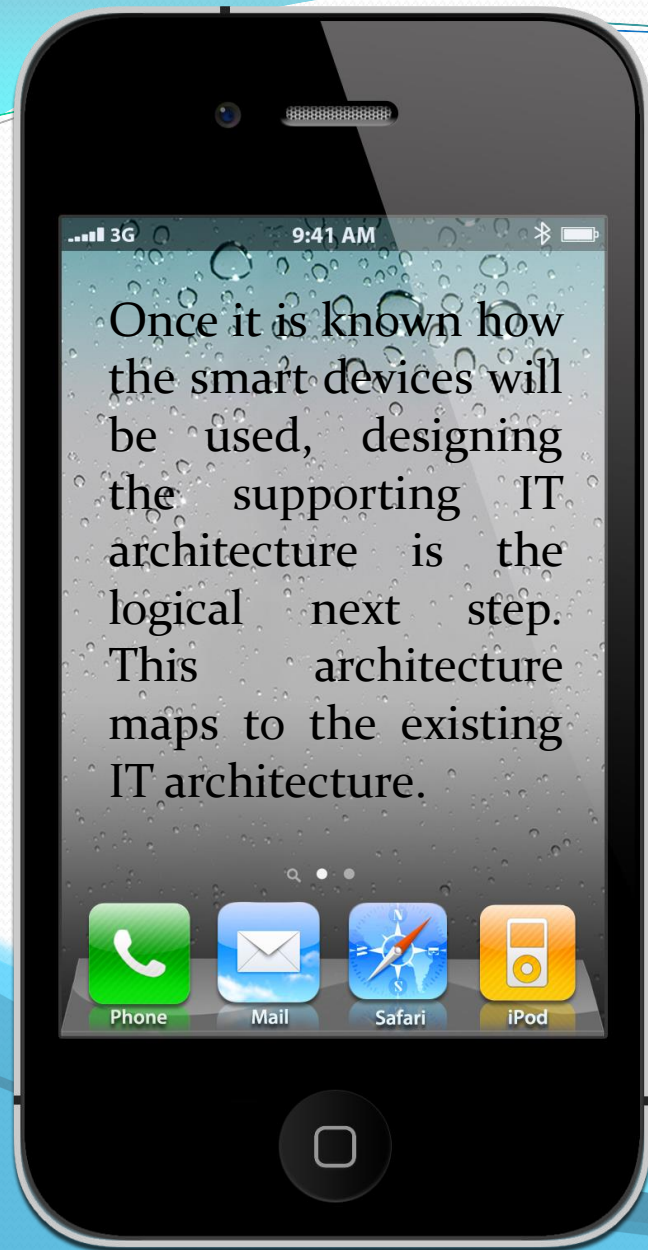 3G 9:41 AM
Once it is known how
the smart devices will
be used, designing
the supporting IT
architecture is the
logical next step.
This architecture
maps to the existing
IT architecture.
Phone Mail Safari iPod